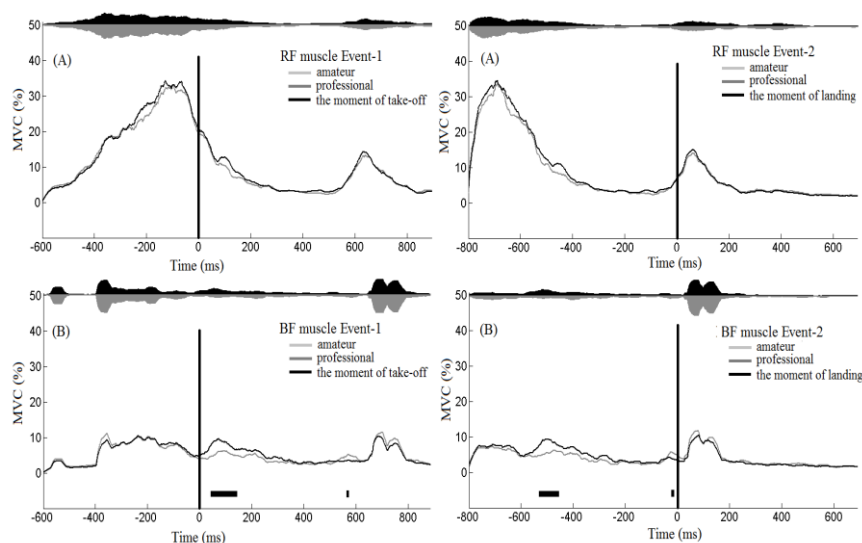 50
(A)
RF muscle Event-1
amateur
professional
the moment of take-off
40
30
20
10
0
MVC (%)
-600 -400 -200 0 200 400 600 800
Time (ms)
50
(A)
RF muscle Event-2
amateur
professional
the moment of landing
40
30
20
10
0
MVC (%)
-800 -600 -400 -200 0 200 400 600
Time (ms)
50
(B)
BF muscle Event-1
amateur
professional
the moment of take-off
40
30
20
10
0
MVC (%)
-600 -400 -200 0 200 400 600 800
Time (ms)
50
(B)
BF muscle Event-2
amateur
professional
the moment of landing
40
30
20
10
0
MVC (%)
-800 -600 -400 -200 0 200 400 600
Time (ms)